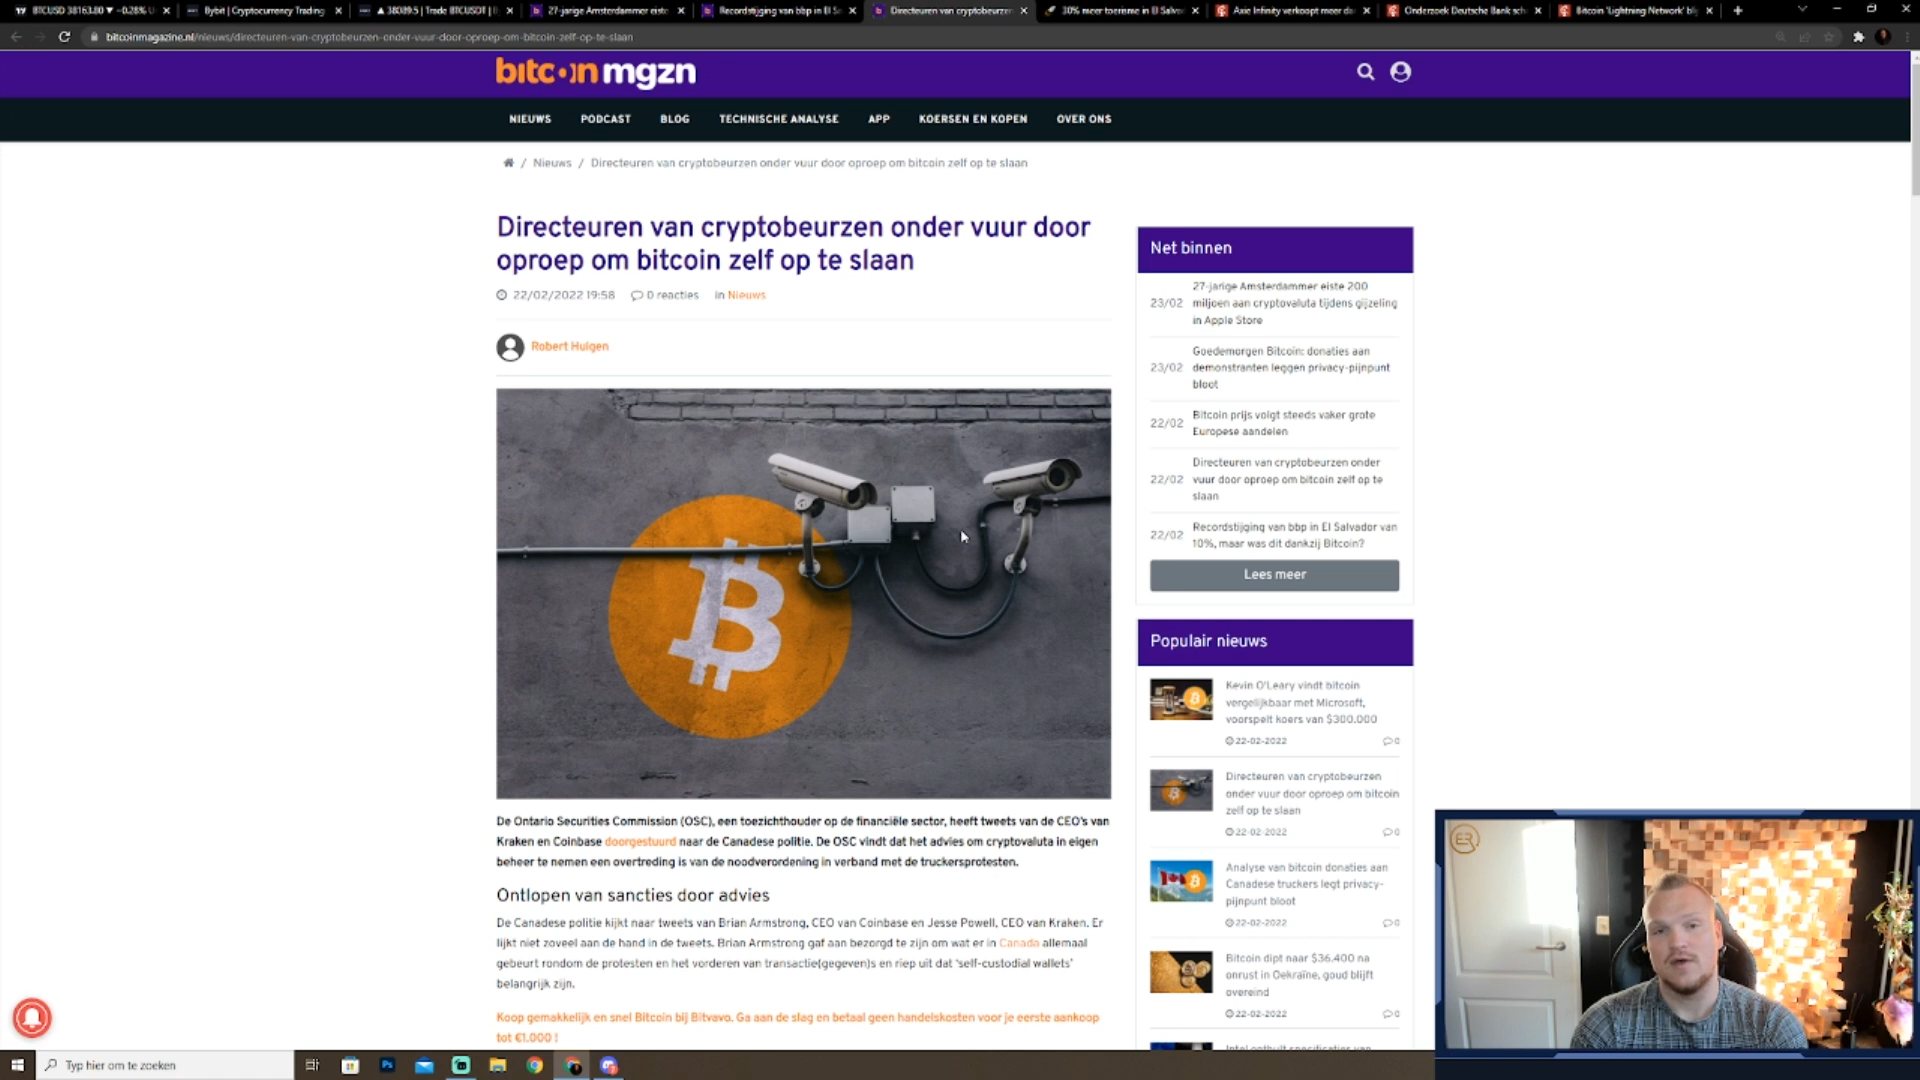 BTCUSD 38163.80 ▼ −0.28% U
Bybit | Cryptocurrency Trading
▲ 38089.5 | Trade BTCUSDT | B
27-jarige Amsterdammer eiste
Recordstijging van bbp in El Sa
Directeuren van cryptobeurzen
30% meer toerisme in El Salva
Axie Infinity verkoopt meer da
Onderzoek Deutsche Bank sch
Bitcoin 'Lightning Network' bli
bitcoinmagazine.nl/nieuws/directeuren-van-cryptobeurzen-onder-vuur-door-oproep-om-bitcoin-zelf-op-te-slaan
bitcoin mgzn
NIEUWS PODCAST BLOG TECHNISCHE ANALYSE APP KOERSEN EN KOPEN OVER ONS
/ Nieuws / Directeuren van cryptobeurzen onder vuur door oproep om bitcoin zelf op te slaan
Directeuren van cryptobeurzen onder vuur door
oproep om bitcoin zelf op te slaan
22/02/2022 19:58 0 reacties in Nieuws
Robert Hulgen
De Ontario Securities Commission (OSC), een toezichthouder op de financiële sector, heeft tweets van de CEO's van
Kraken en Coinbase doorgestuurd naar de Canadese politie. De OSC vindt dat het advies om cryptovaluta in eigen
beheer te nemen een overtreding is van de noodverordening in verband met de truckersprotesten.
Ontlopen van sancties door advies
De Canadese politie kijkt naar tweets van Brian Armstrong, CEO van Coinbase en Jesse Powell, CEO van Kraken. Er
lijkt niet zoveel aan de hand in de tweets. Brian Armstrong gaf aan bezorgd te zijn om wat er in Canada allemaal
gebeurt rondom de protesten en het vorderen van transactie(gegeven)s en riep uit dat 'self-custodial wallets'
belangrijk zijn.
Koop gemakkelijk en snel Bitcoin bij Bitvavo. Ga aan de slag en betaal geen handelskosten voor je eerste aankoop
tot €1.000 !
Net binnen
27-jarige Amsterdammer eiste 200
23/02 miljoen aan cryptovaluta tijdens gijzeling
in Apple Store
Goedemorgen Bitcoin: donaties aan
23/02 demonstranten leggen privacy-pijnpunt
bloot
Bitcoin prijs volgt steeds vaker grote
22/02
Europese aandelen
Directeuren van cryptobeurzen onder
22/02 vuur door oproep om bitcoin zelf op te
slaan
Recordstijging van bbp in El Salvador van
22/02
10%, maar was dit dankzij Bitcoin?
Lees meer
Populair nieuws
Kevin O'Leary vindt bitcoin
vergelijkbaar met Microsoft,
voorspelt koers van $300.000
22-02-2022 0
Directeuren van cryptobeurzen
onder vuur door oproep om bitcoin
zelf op te slaan
22-02-2022 0
Analyse van bitcoin donaties aan
Canadese truckers legt privacy-
pijnpunt bloot
22-02-2022 0
Bitcoin dipt naar $36.400 na
onrust in Oekraïne, goud blijft
overeind
22-02-2022 0
Intel onthult specificaties van
ER
Typ hier om te zoeken